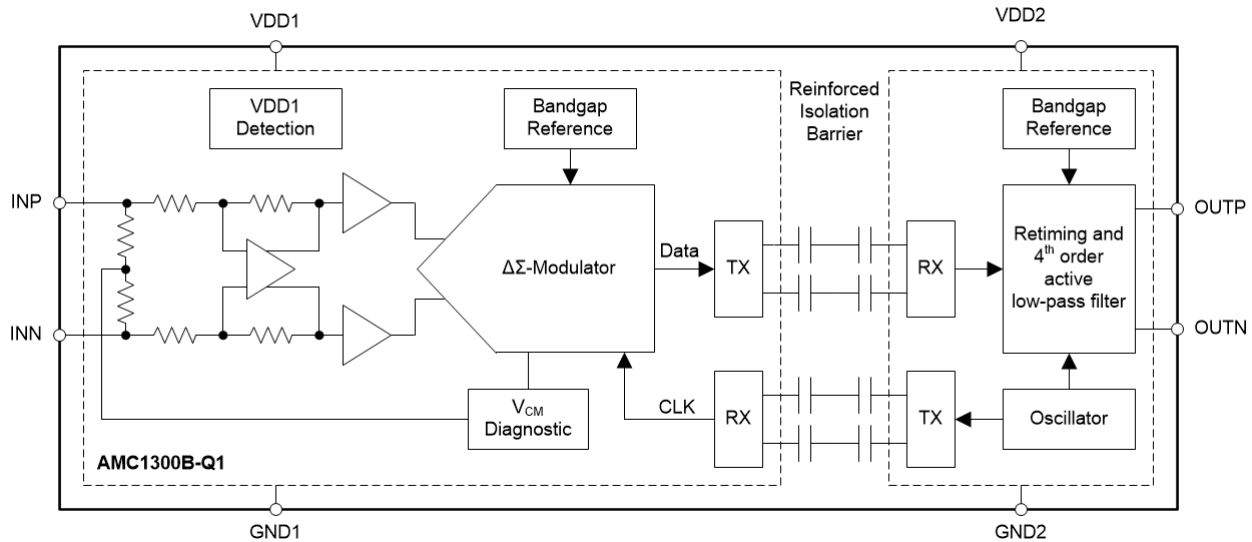 VDD1
VDD2
VDD1
Detection
Bandgap
Reference
Reinforced
Isolation
Barrier
Bandgap
Reference
INP
OUTP
Data
TX
RX
ΔΣ-Modulator
Retiming and
4th order
active
low-pass filter
INN
OUTN
VCM
Diagnostic
CLK
RX
TX
Oscillator
AMC1300B-Q1
GND1
GND2